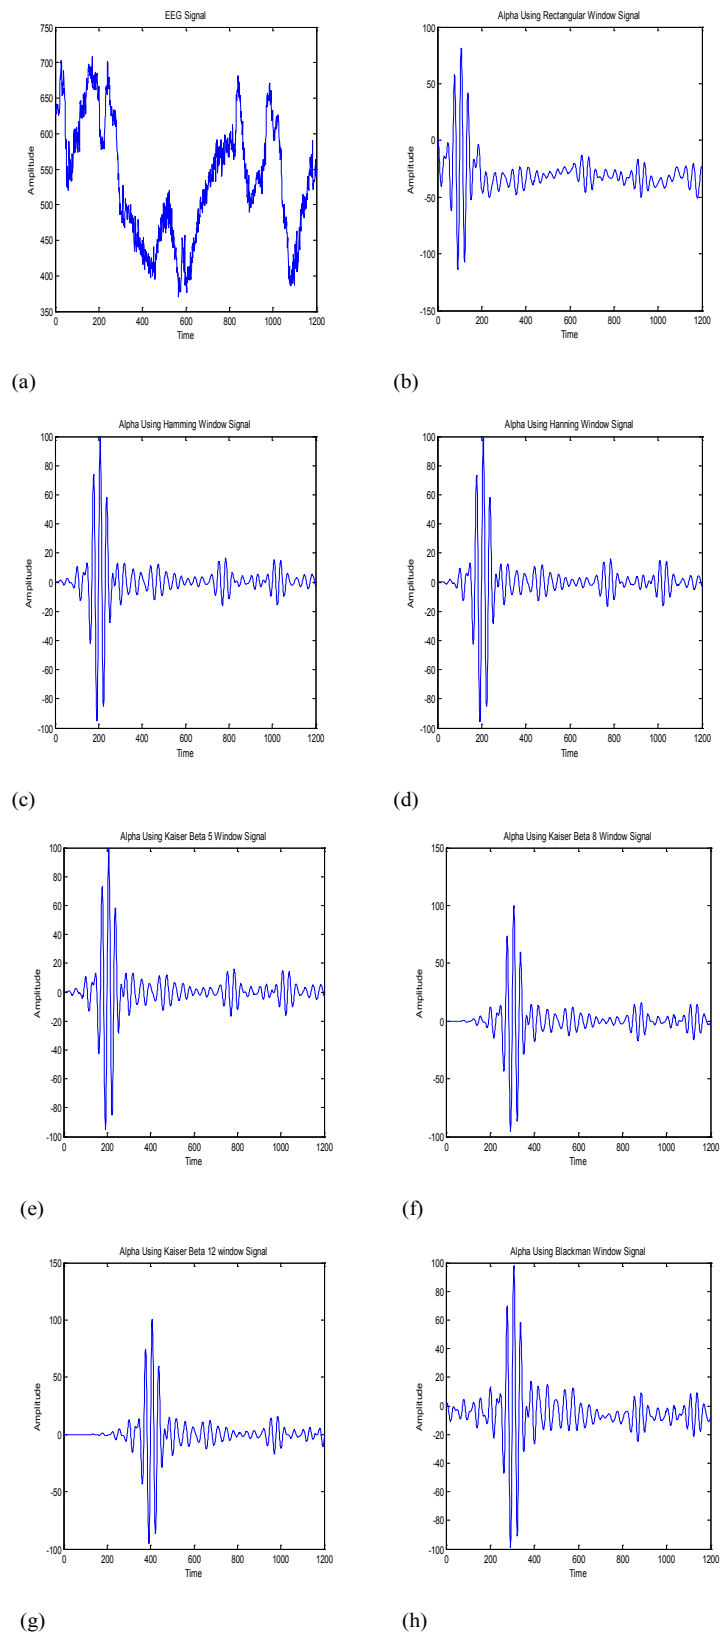 EEG Signal
750
700
650
600
550
500
450
400
350
Amplitude
0 200 400 600 800 1000 1200
Time
(a)
Alpha Using Rectangular Window Signal
100
50
0
-50
-100
-150
Amplitude
0 200 400 600 800 1000 1200
Time
(b)
Alpha Using Hamming Window Signal
100
80
60
40
20
0
-20
-40
-60
-80
-100
Amplitude
0 200 400 600 800 1000 1200
Time
(c)
Alpha Using Hanning Window Signal
100
80
60
40
20
0
-20
-40
-60
-80
-100
Amplitude
0 200 400 600 800 1000 1200
Time
(d)
Alpha Using Kaiser Beta 5 Window Signal
100
80
60
40
20
0
-20
-40
-60
-80
-100
Amplitude
0 200 400 600 800 1000 1200
Time
(e)
Alpha Using Kaiser Beta 8 Window Signal
150
100
50
0
-50
-100
Amplitude
0 200 400 600 800 1000 1200
Time
(f)
Alpha Using Kaiser Beta 12 window Signal
150
100
50
0
-50
-100
Amplitude
0 200 400 600 800 1000 1200
Time
(g)
Alpha Using Blackman Window Signal
100
80
60
40
20
0
-20
-40
-60
-80
-100
Amplitude
0 200 400 600 800 1000 1200
Time
(h)